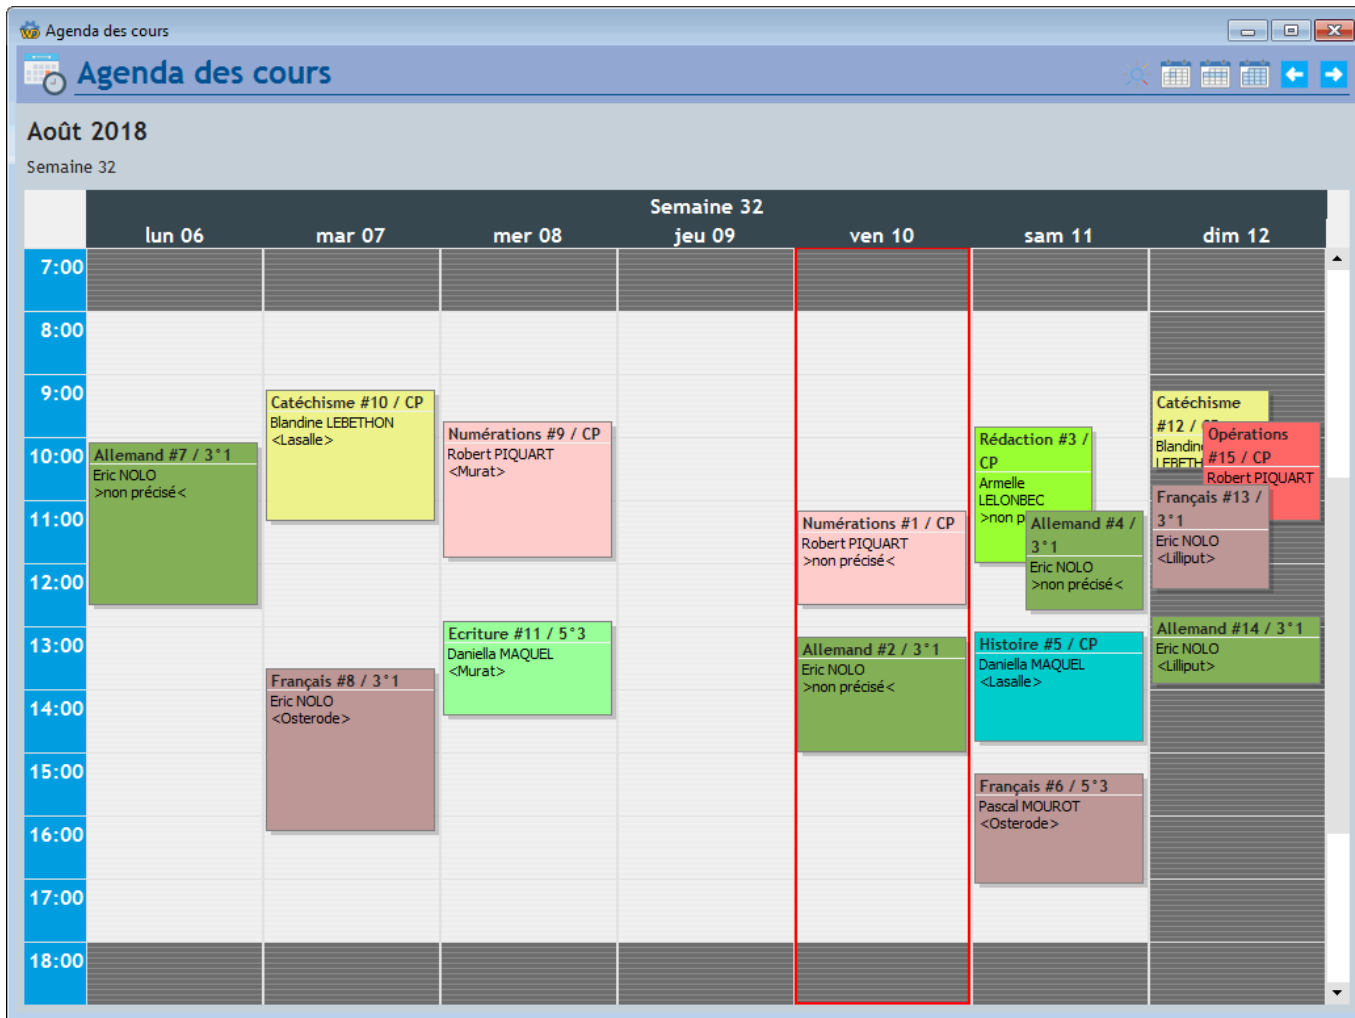 Agenda des cours
Agenda des cours
Août 2018
Semaine 32
Semaine 32
lun 06
mar 07
mer 08
jeu 09
ven 10
sam 11
dim 12
7:00
8:00
9:00
10:00
11:00
12:00
13:00
14:00
15:00
16:00
17:00
18:00
Allemand #7 / 3°1
Eric NOLO
>non précisé<
Catéchisme #10 / CP
Blandine LEBETHON
<Lasalle>
Français #8 / 3°1
Eric NOLO
<Osterode>
Numérations #9 / CP
Robert PIQUART
<Murat>
Ecriture #11 / 5°3
Daniella MAQUEL
<Murat>
Numérations #1 / CP
Robert PIQUART
>non précisé<
Allemand #2 / 3°1
Eric NOLO
>non précisé<
Rédaction #3 /
CP
Armelle
LELONBEC
>non p
Allemand #4 /
3°1
Eric NOLO
>non précisé<
Histoire #5 / CP
Daniella MAQUEL
<Lasalle>
Français #6 / 5°3
Pascal MOUROT
<Osterode>
Catéchisme
#12 /
Blandin
LEBETH
Opérations
#15 / CP
Robert PIQUART
Français #13 /
3°1
Eric NOLO
<Lilliput>
Allemand #14 / 3°1
Eric NOLO
<Lilliput>